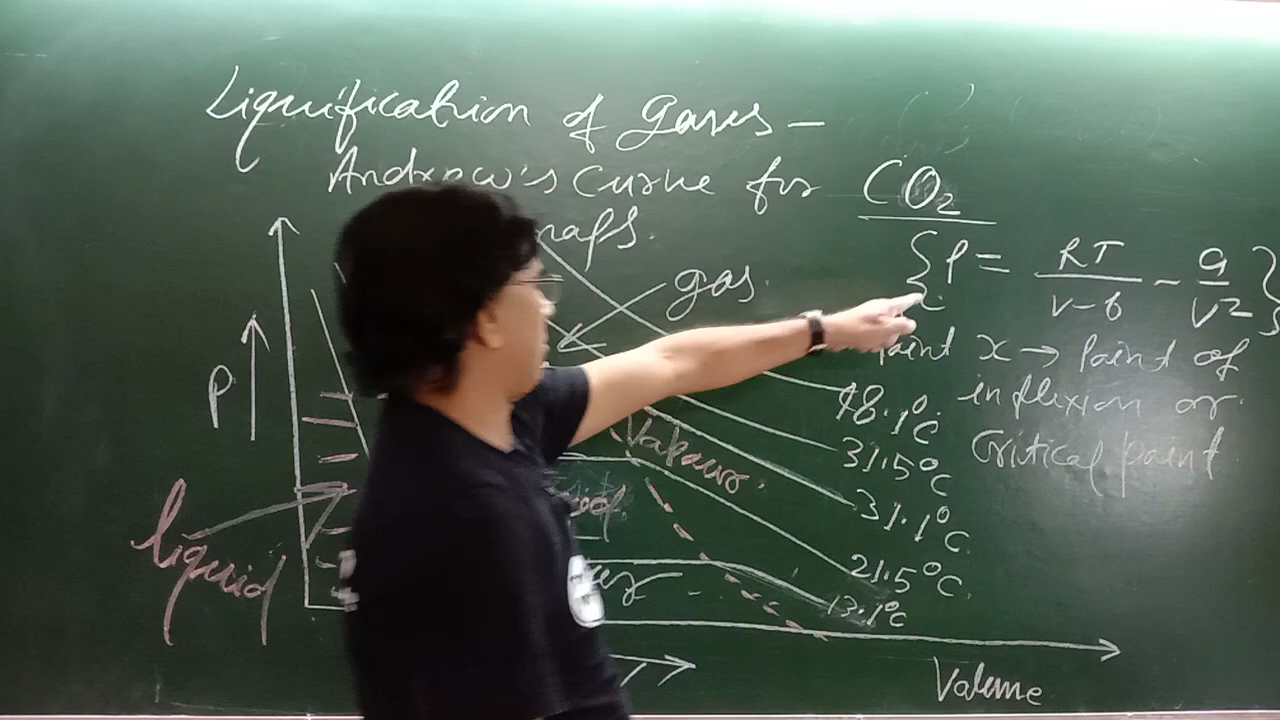 Liquification of gases –
Andrew's Curve for CO2
{P = RT/V-b - a/V2}
gas
Point x → Point of
inflexion or
Critical point
P
48.1°C
31.5°C
31.1°C
21.5°C
13.1°C
Vapour
liquid
Volume